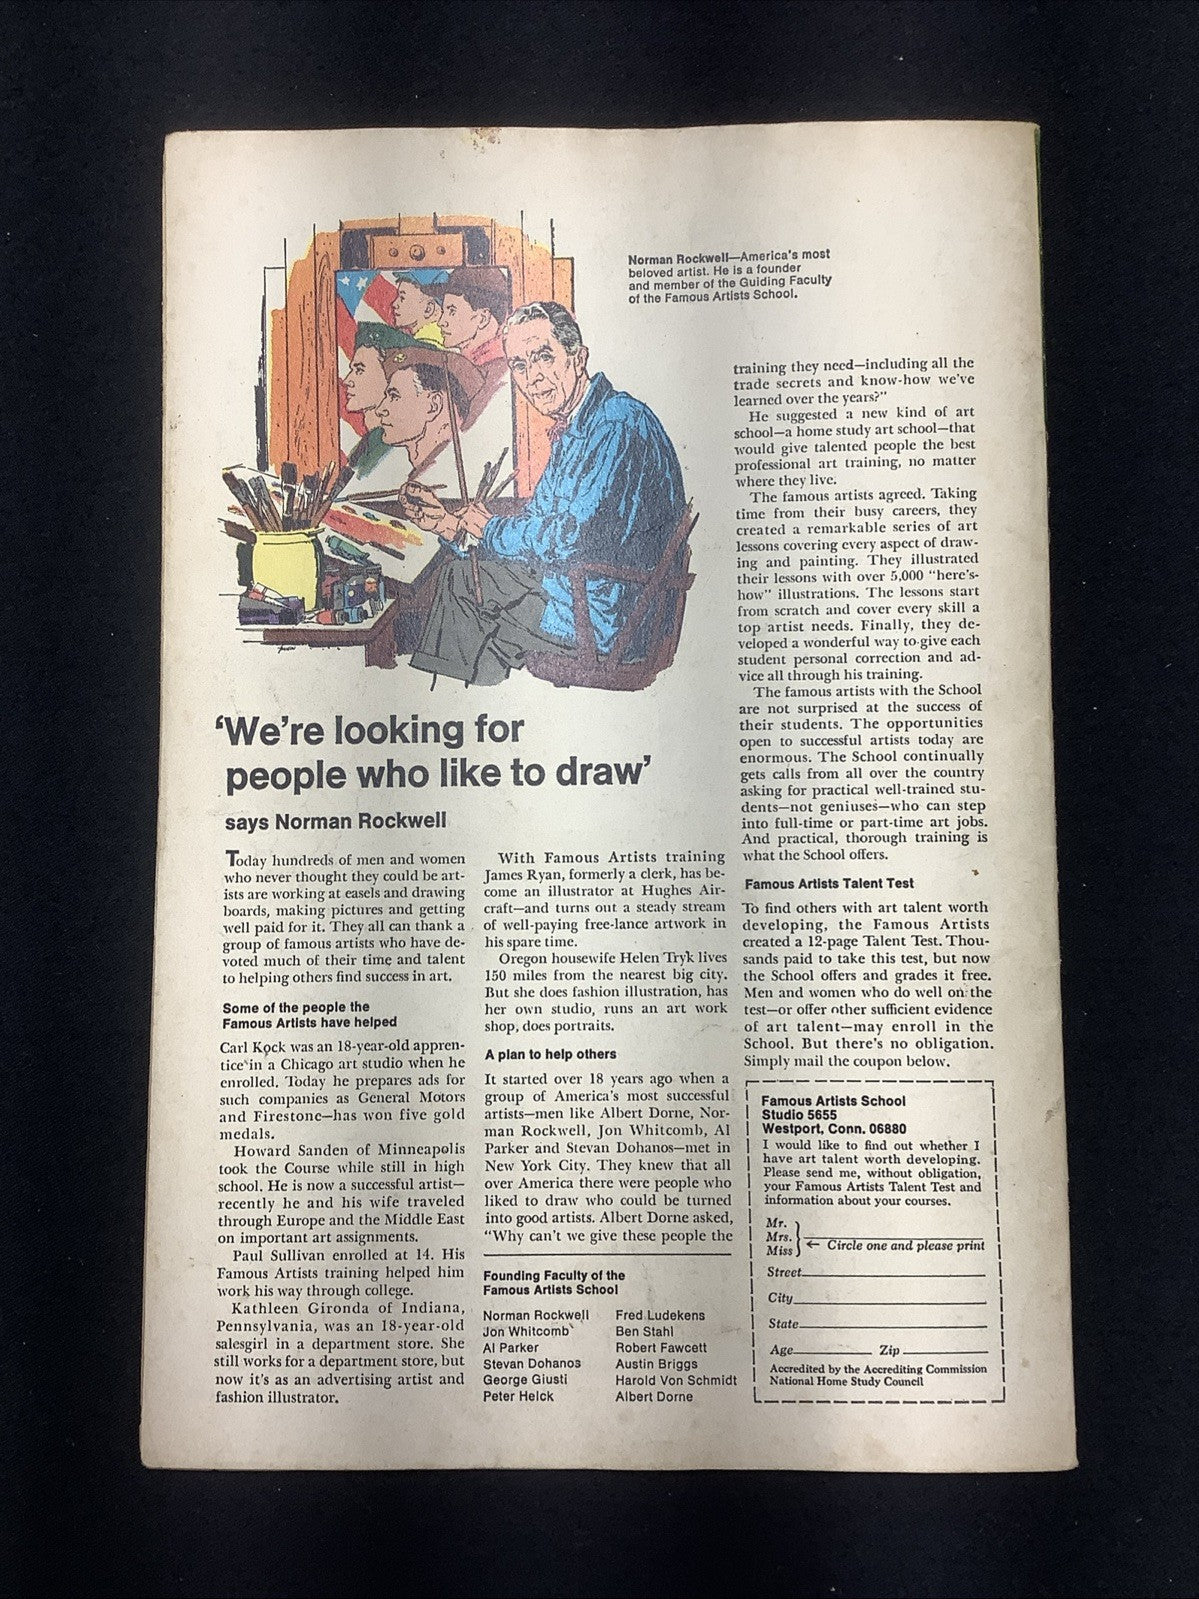 Norman Rockwell—America's most
beloved artist. He is a founder
and member of the Guiding Faculty
of the Famous Artists School.
'We're looking for
people who like to draw'
says Norman Rockwell
Today hundreds of men and women
who never thought they could be art-
ists are working at easels and drawing
boards, making pictures and getting
well paid for it. They all can thank a
group of famous artists who have de-
voted much of their time and talent
to helping others find success in art.
Some of the people the
Famous Artists have helped
Carl Kock was an 18-year-old appren-
tice in a Chicago art studio when he
enrolled. Today he prepares ads for
such companies as General Motors
and Firestone—has won five gold
medals.
Howard Sanden of Minneapolis
took the Course while still in high
school. He is now a successful artist—
recently he and his wife traveled
through Europe and the Middle East
on important art assignments.
Paul Sullivan enrolled at 14. His
Famous Artists training helped him
work his way through college.
Kathleen Gironda of Indiana,
Pennsylvania, was an 18-year-old
salesgirl in a department store. She
still works for a department store, but
now it's as an advertising artist and
fashion illustrator.
With Famous Artists training
James Ryan, formerly a clerk, has be-
come an illustrator at Hughes Air-
craft—and turns out a steady stream
of well-paying free-lance artwork in
his spare time.
Oregon housewife Helen Tryk lives
150 miles from the nearest big city.
But she does fashion illustration, has
her own studio, runs an art work
shop, does portraits.
A plan to help others
It started over 18 years ago when a
group of America's most successful
artists—men like Albert Dorne, Nor-
man Rockwell, Jon Whitcomb, Al
Parker and Stevan Dohanos—met in
New York City. They knew that all
over America there were people who
liked to draw who could be turned
into good artists. Albert Dorne asked,
"Why can't we give these people the
training they need—including all the
trade secrets and know-how we've
learned over the years?"
He suggested a new kind of art
school—a home study art school—that
would give talented people the best
professional art training, no matter
where they live.
The famous artists agreed. Taking
time from their busy careers, they
created a remarkable series of art
lessons covering every aspect of draw-
ing and painting. They illustrated
their lessons with over 5,000 "here's-
how" illustrations. The lessons start
from scratch and cover every skill a
top artist needs. Finally, they de-
veloped a wonderful way to give each
student personal correction and ad-
vice all through his training.
The famous artists with the School
are not surprised at the success of
their students. The opportunities
open to successful artists today are
enormous. The School continually
gets calls from all over the country
asking for practical well-trained stu-
dents—not geniuses—who can step
into full-time or part-time art jobs.
And practical, thorough training is
what the School offers.
Famous Artists Talent Test
To find others with art talent worth
developing, the Famous Artists
created a 12-page Talent Test. Thou-
sands paid to take this test, but now
the School offers and grades it free.
Men and women who do well on the
test—or offer other sufficient evidence
of art talent—may enroll in the
School. But there's no obligation.
Simply mail the coupon below.
Founding Faculty of the
Famous Artists School
Norman Rockwell
Jon Whitcomb
Al Parker
Stevan Dohanos
George Giusti
Peter Helck
Fred Ludekens
Ben Stahl
Robert Fawcett
Austin Briggs
Harold Von Schmidt
Albert Dorne
Famous Artists School
Studio 5655
Westport, Conn. 06880
I would like to find out whether I
have art talent worth developing.
Please send me, without obligation,
your Famous Artists Talent Test and
information about your courses.
Mr.
Mrs.
Miss ← Circle one and please print
Street
City
State
Age Zip
Accredited by the Accrediting Commission
National Home Study Council